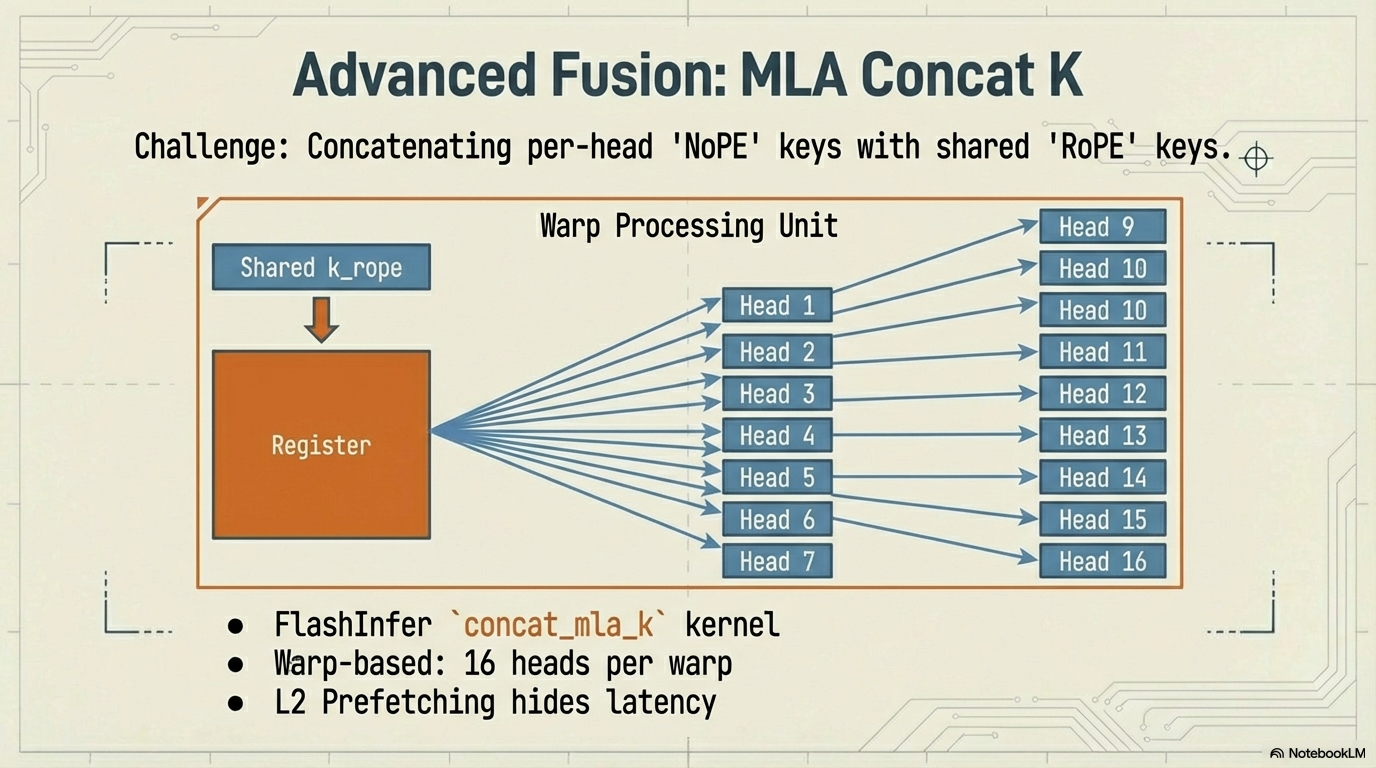 Advanced Fusion: MLA Concat K
Challenge: Concatenating per-head 'NoPE' keys with shared 'RoPE' keys.
Warp Processing Unit
Shared k_rope
Register
Head 1
Head 2
Head 3
Head 4
Head 5
Head 6
Head 7
Head 9
Head 10
Head 10
Head 11
Head 12
Head 13
Head 14
Head 15
Head 16
● FlashInfer `concat_mla_k` kernel
● Warp-based: 16 heads per warp
● L2 Prefetching hides latency
NotebookLM